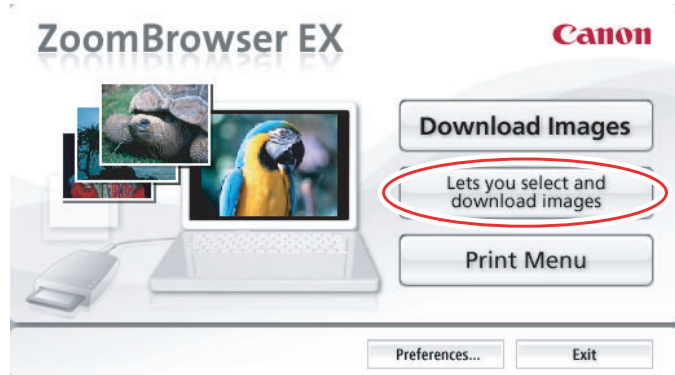 ZoomBrowser EX
Canon
Download Images
Lets you select and
download images
Print Menu
Preferences...
Exit